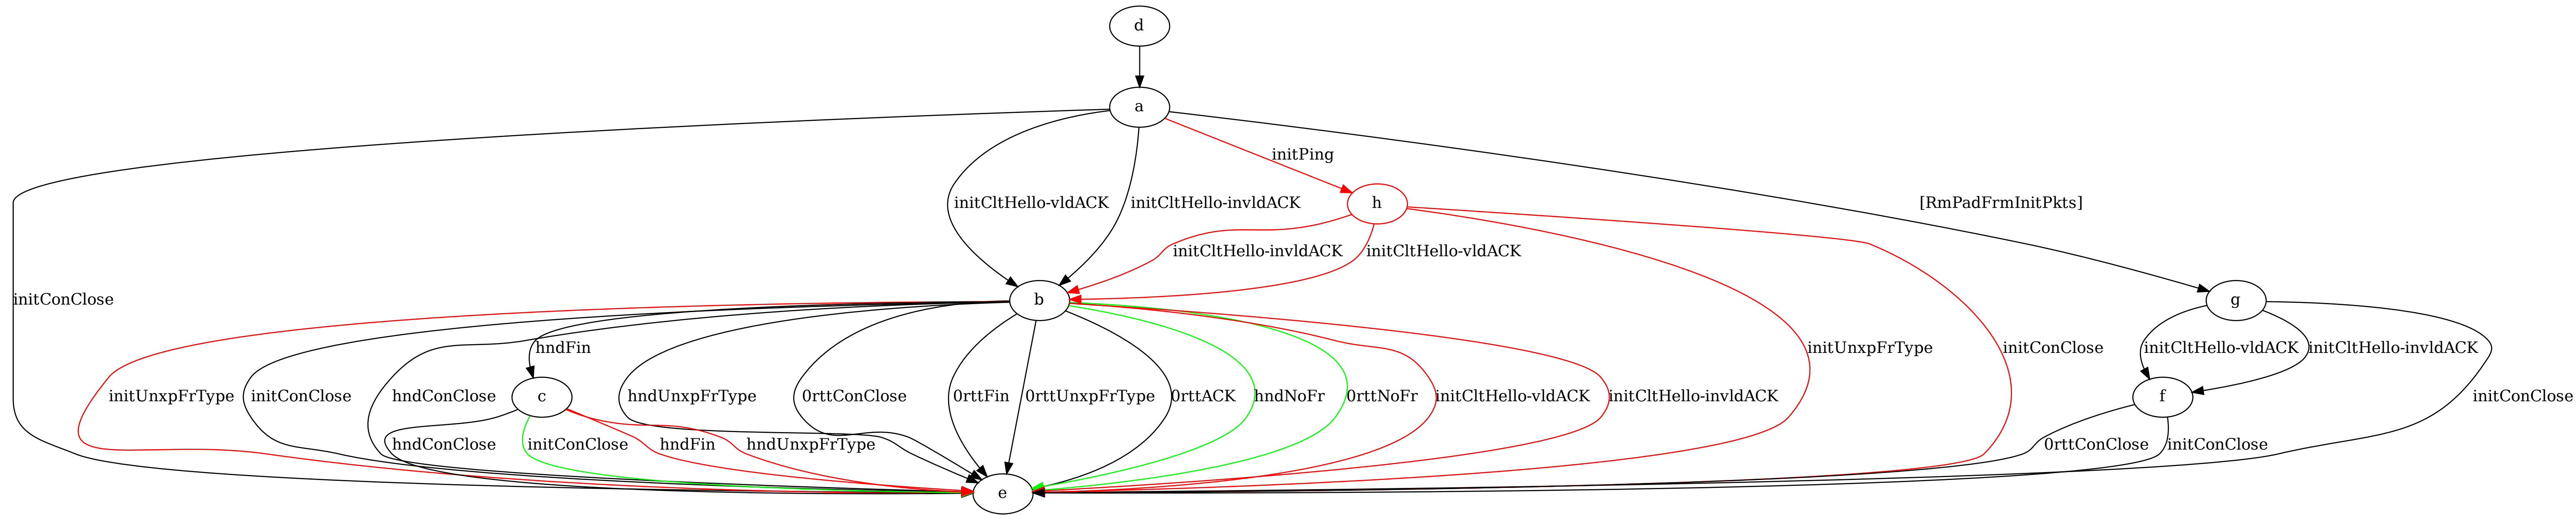 d
a
initPing
initCltHello-vldACK
initCltHello-invldACK
h
[RmPadFrmInitPkts]
initCltHello-invldACK
initCltHello-vldACK
initConClose
b
g
hndFin
initUnxpFrType
initConClose
initCltHello-vldACK
initCltHello-invldACK
initUnxpFrType
initConClose
hndConClose
c
hndUnxpFrType
0rttConClose
0rttFin
0rttUnxpFrType
0rttACK
hndNoFr
0rttNoFr
initCltHello-vldACK
initCltHello-invldACK
f
initConClose
hndConClose
initConClose
hndFin
hndUnxpFrType
0rttConClose
initConClose
e